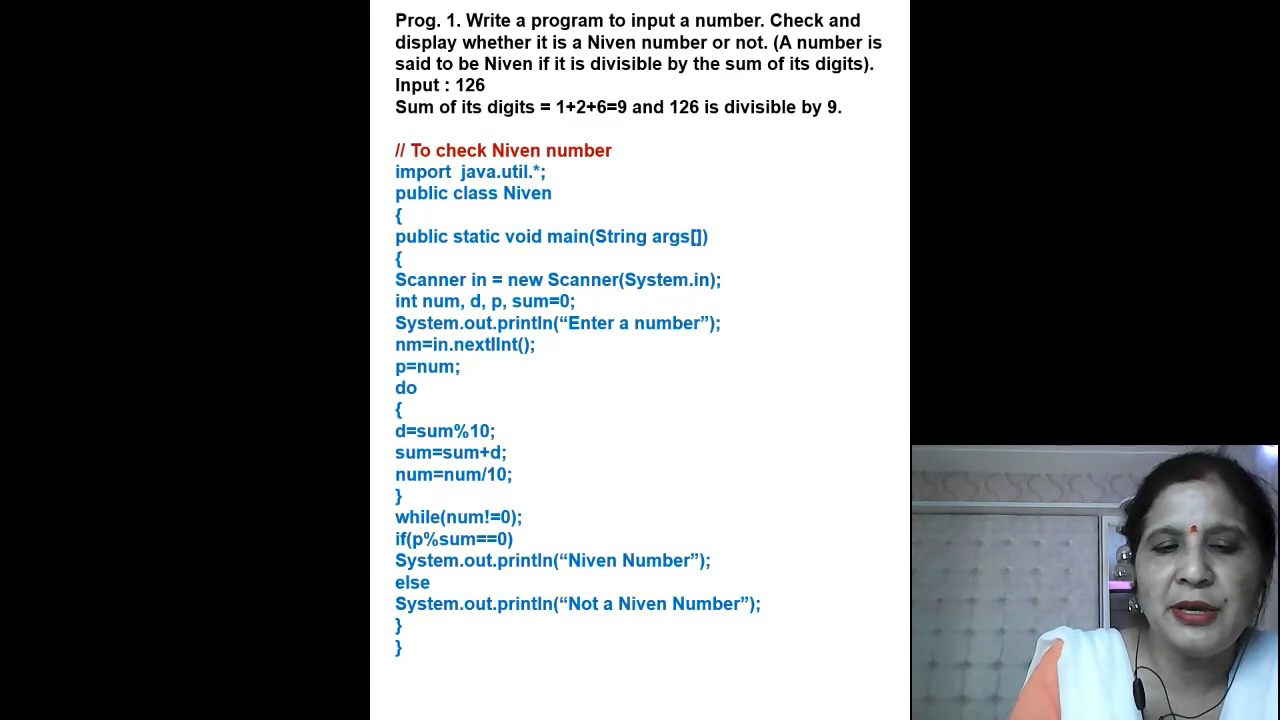 Prog. 1. Write a program to input a number. Check and
display whether it is a Niven number or not. (A number is
said to be Niven if it is divisible by the sum of its digits).
Input : 126
Sum of its digits = 1+2+6=9 and 126 is divisible by 9.
// To check Niven number
import  java.util.*;
public class Niven
{
public static void main(String args[])
{
Scanner in = new Scanner(System.in);
int num, d, p, sum=0;
System.out.println(“Enter a number”);
nm=in.nextIInt();
p=num;
do
{
d=sum%10;
sum=sum+d;
num=num/10;
}
while(num!=0);
if(p%sum==0)
System.out.println(“Niven Number”);
else
System.out.println(“Not a Niven Number”);
}
}